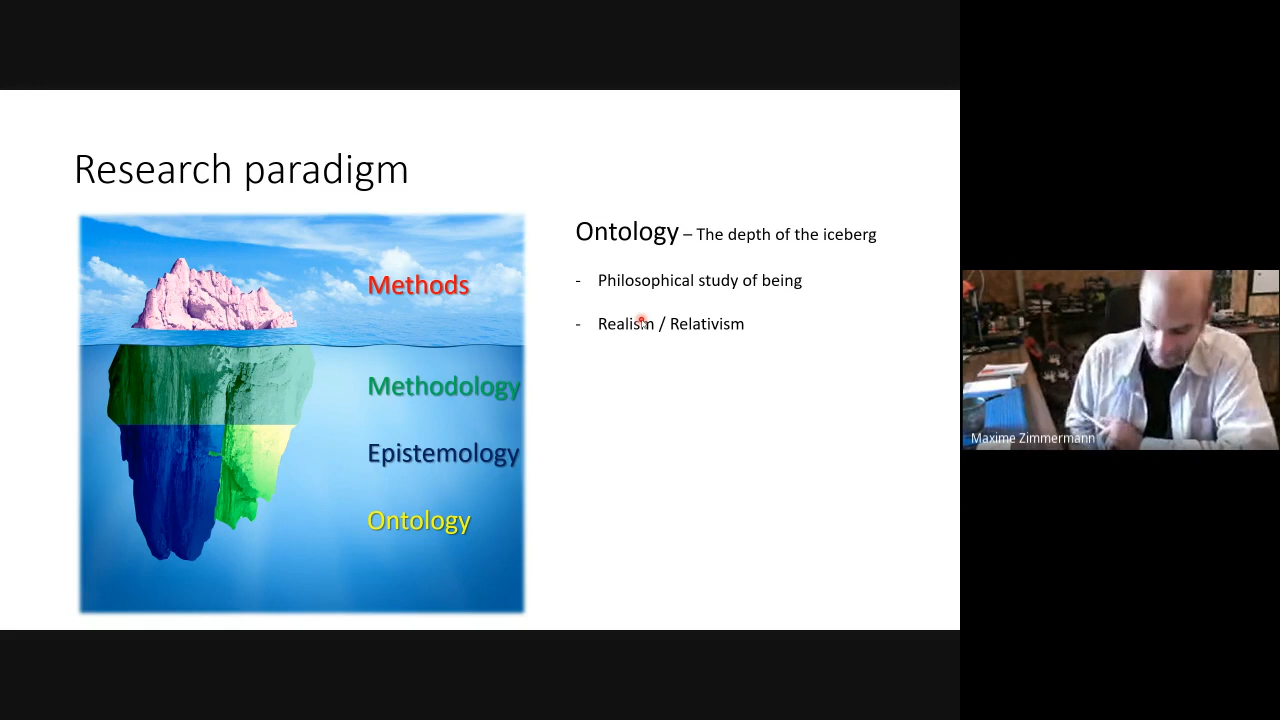 Research paradigm
Methods
Methodology
Epistemology
Ontology
Ontology – The depth of the iceberg
- Philosophical study of being
- Realism / Relativism
Maxime Zimmermann